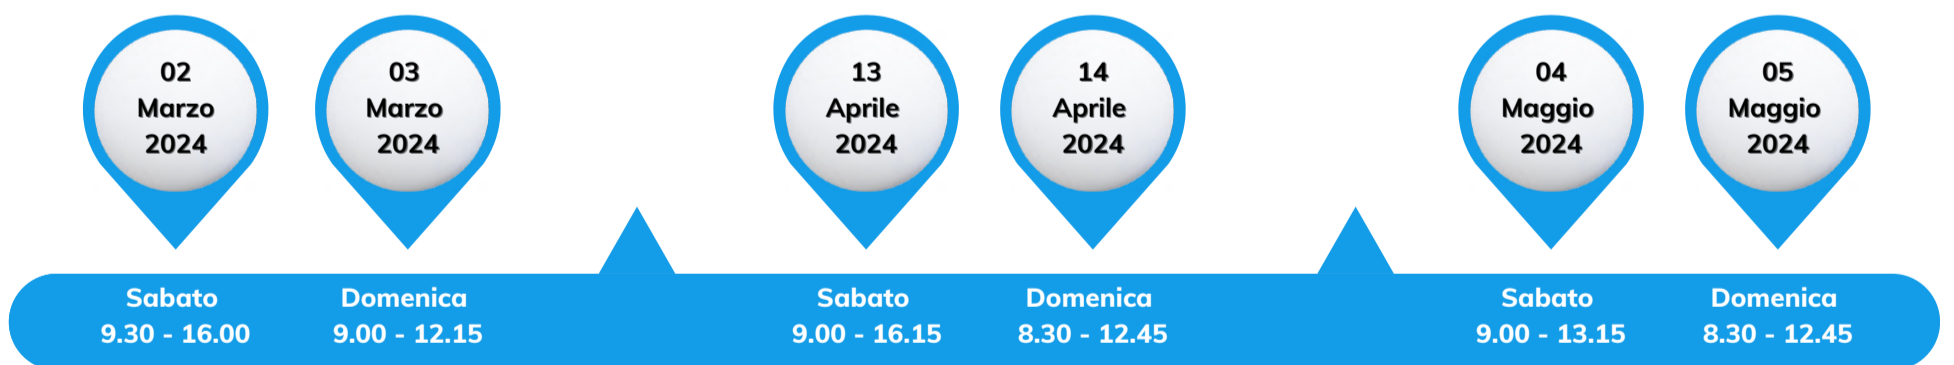 02
Marzo
2024
03
Marzo
2024
13
Aprile
2024
14
Aprile
2024
04
Maggio
2024
05
Maggio
2024
Sabato
9.30 - 16.00
Domenica
9.00 - 12.15
Sabato
9.00 - 16.15
Domenica
8.30 - 12.45
Sabato
9.00 - 13.15
Domenica
8.30 - 12.45